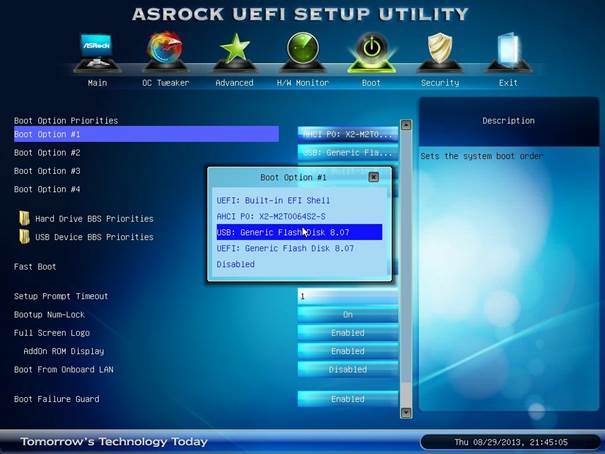 ASROCK UEFI SETUP UTILITY
ASRock
Main OC Tweaker Advanced H/W Monitor Boot Security Exit
Boot Option Priorities
Boot Option #1 AHCI P0: X2-M2T0...
Boot Option #2 USB: Generic Fla...
Boot Option #3
Boot Option #4
Hard Drive BBS Priorities
USB Device BBS Priorities
Fast Boot
Setup Prompt Timeout 1
Bootup Num-Lock On
Full Screen Logo Enabled
AddOn ROM Display Enabled
Boot From Onboard LAN Disabled
Boot Failure Guard Enabled
Boot Option #1
UEFI: Built-in EFI Shell
AHCI P0: X2-M2T0064S2-S
USB: Generic Flash Disk 8.07
UEFI: Generic Flash Disk 8.07
Disabled
Description
Sets the system boot order
Tomorrow's Technology Today
Thu 08/29/2013, 21:45:05